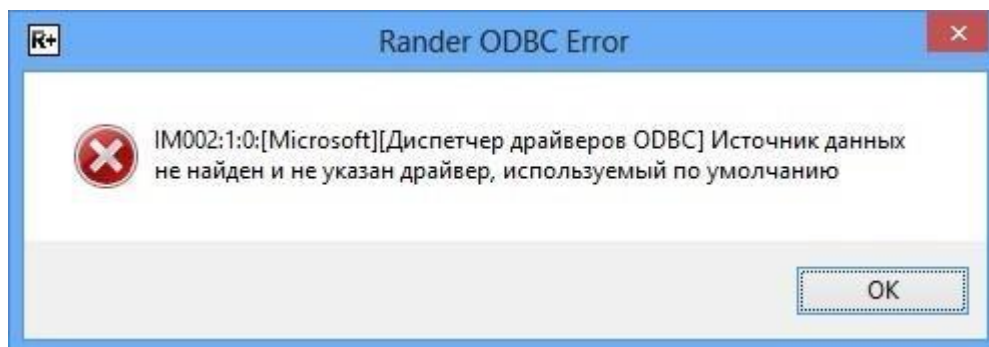 R+
Rander ODBC Error
IM002:1:0:[Microsoft][Диспетчер драйверов ODBC] Источник данных
не найден и не указан драйвер, используемый по умолчанию
OK